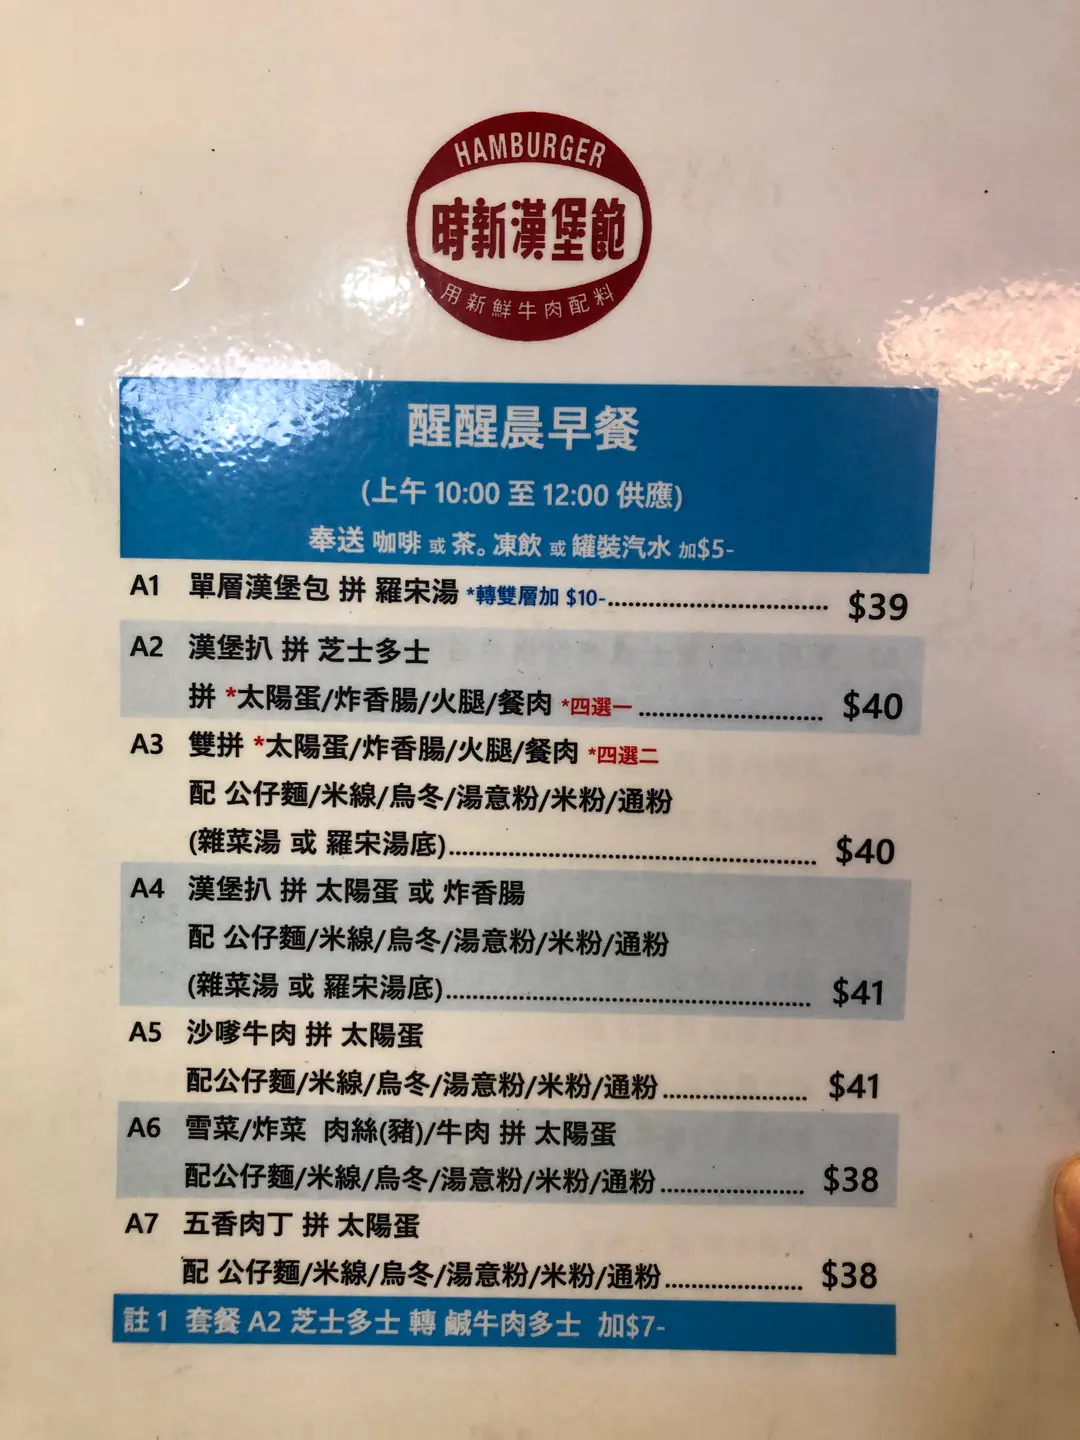 HAMBURGER
時新漢堡飽
用新鮮牛肉配料
醒醒晨早餐
(上午 10:00 至 12:00 供應)
奉送 咖啡 或 茶。凍飲 或 罐裝汽水 加$5-
A1 單層漢堡包 拼 羅宋湯 *轉雙層加 $10-........................... $39
A2 漢堡扒 拼 芝士多士
拼 *太陽蛋/炸香腸/火腿/餐肉 *四選一 ........................ $40
A3 雙拼 *太陽蛋/炸香腸/火腿/餐肉 *四選二
配 公仔麵/米線/烏冬/湯意粉/米粉/通粉
(雜菜湯 或 羅宋湯底)............................................... $40
A4 漢堡扒 拼 太陽蛋 或 炸香腸
配 公仔麵/米線/烏冬/湯意粉/米粉/通粉
(雜菜湯 或 羅宋湯底)............................................... $41
A5 沙嗲牛肉 拼 太陽蛋
配公仔麵/米線/烏冬/湯意粉/米粉/通粉.................... $41
A6 雪菜/炸菜 肉絲(豬)/牛肉 拼 太陽蛋
配公仔麵/米線/烏冬/湯意粉/米粉/通粉.................... $38
A7 五香肉丁 拼 太陽蛋
配 公仔麵/米線/烏冬/湯意粉/米粉/通粉................... $38
註 1 套餐 A2 芝士多士 轉 鹹牛肉多士 加$7-